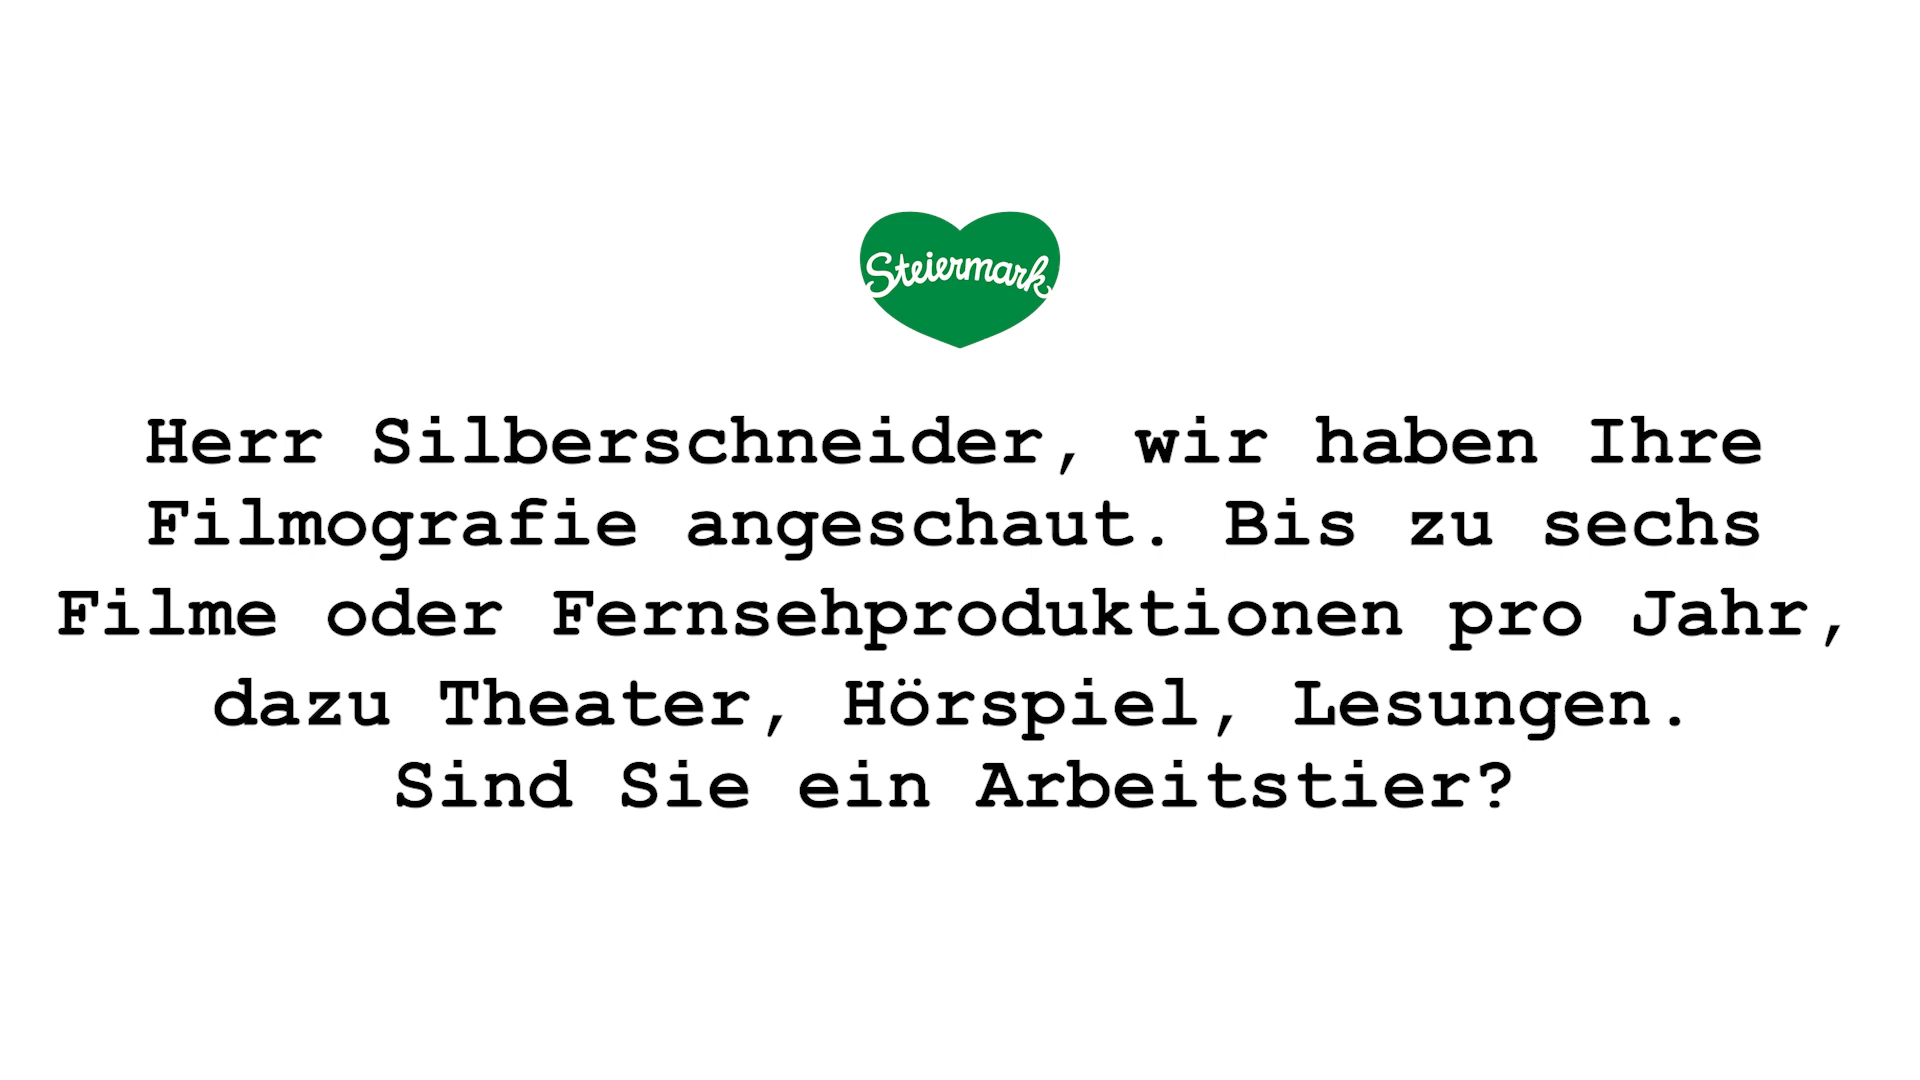 Steiermark
Herr Silberschneider, wir haben Ihre
Filmografie angeschaut. Bis zu sechs
Filme oder Fernsehproduktionen pro Jahr,
dazu Theater, Hörspiel, Lesungen.
Sind Sie ein Arbeitstier?